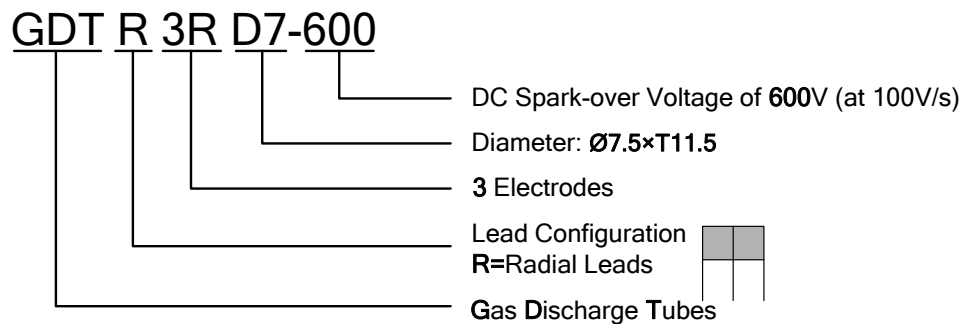 GDT R 3R D7-600
DC Spark-over Voltage of 600V (at 100V/s)
Diameter: Ø7.5×T11.5
3 Electrodes
Lead Configuration
R=Radial Leads
Gas Discharge Tubes